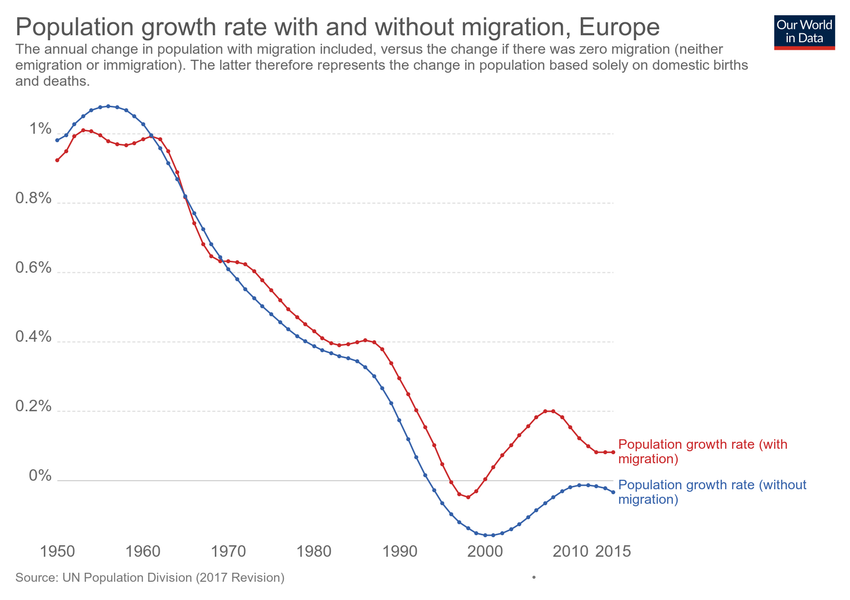 Population growth rate with and without migration, Europe
Our World
in Data
The annual change in population with migration included, versus the change if there was zero migration (neither
emigration or immigration). The latter therefore represents the change in population based solely on domestic births
and deaths.
1%
0.8%
0.6%
0.4%
0.2%
0%
Population growth rate (with
migration)
Population growth rate (without
migration)
1950 1960 1970 1980 1990 2000 2010 2015
Source: UN Population Division (2017 Revision)
•